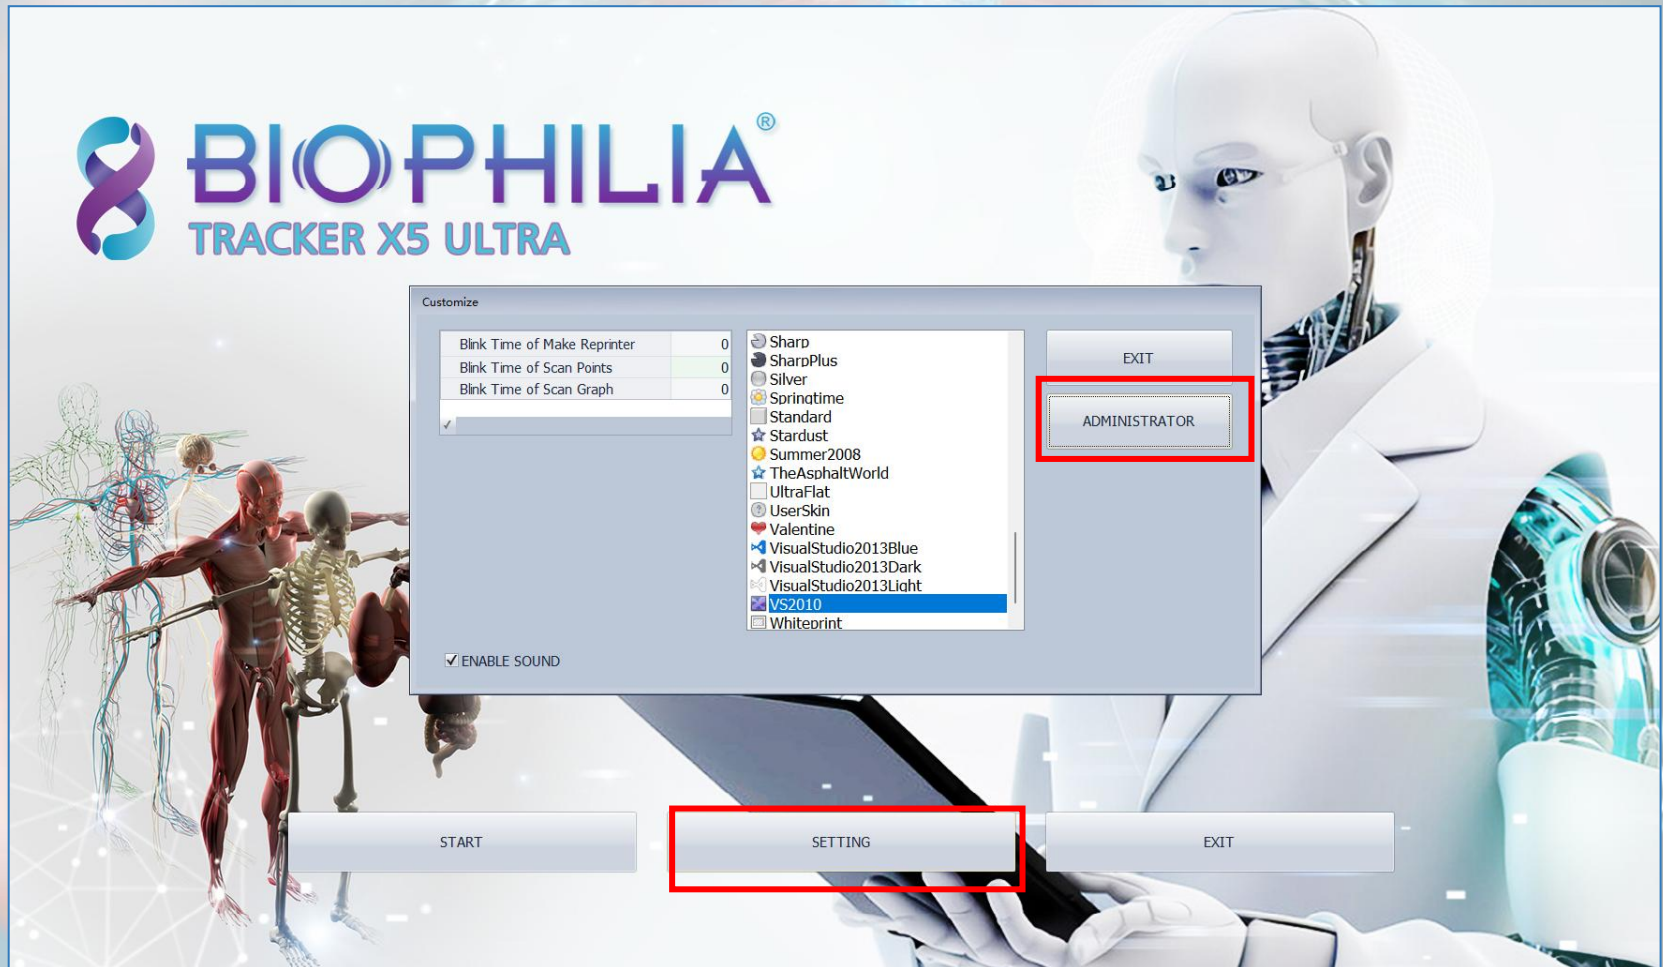 BIOPHILIA®
TRACKER X5 ULTRA
Customize
Blink Time of Make Reprinter 0
Blink Time of Scan Points 0
Blink Time of Scan Graph 0
Sharp
SharpPlus
Silver
Springtime
Standard
Stardust
Summer2008
TheAsphaltWorld
UltraFlat
UserSkin
Valentine
VisualStudio2013Blue
VisualStudio2013Dark
VisualStudio2013Light
VS2010
Whiteprint
EXIT
ADMINISTRATOR
ENABLE SOUND
START
SETTING
EXIT